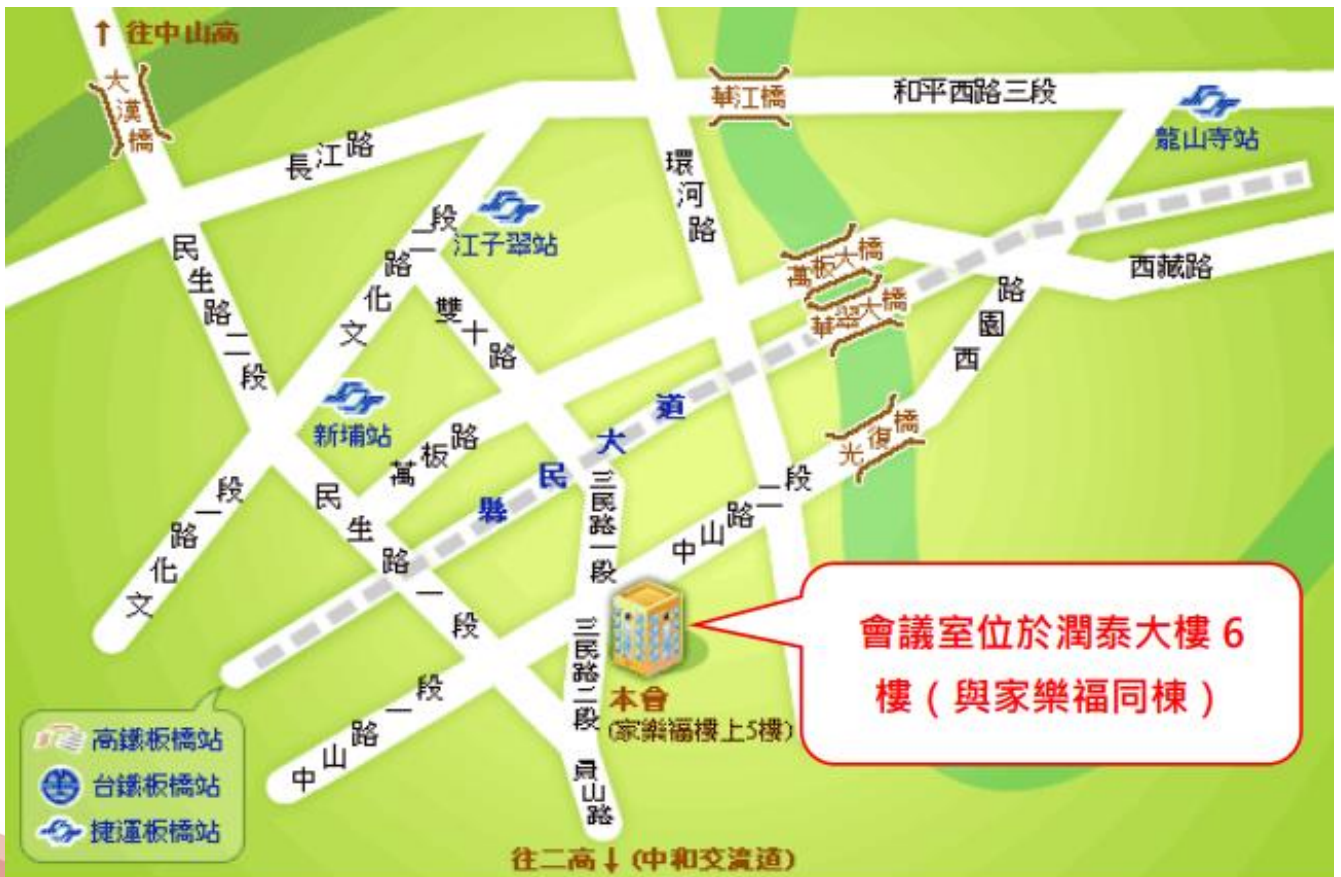 ↑ 往中山高
大漢橋
華江橋
和平西路三段
龍山寺站
長江路
環河路
民生路二段
文化路二段
江子翠站
雙十路
萬板大橋
華翠大橋
西藏路
西園路
新埔站
萬板路
縣民大道
光復橋
文化路一段
民生路一段
三民路一段
中山路二段
三民路二段
中山路一段
本會
(家樂福樓上5樓)
會議室位於潤泰大樓 6
樓（與家樂福同棟）
高鐵板橋站
台鐵板橋站
捷運板橋站
員山路
往二高↓(中和交流道)